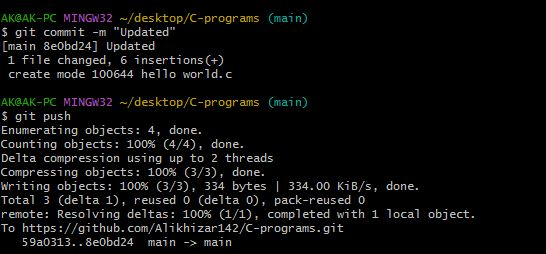 AK@AK-PC MINGW32 ~/desktop/C-programs (main)
$ git commit -m "Updated"
[main 8e0bd24] Updated
 1 file changed, 6 insertions(+)
 create mode 100644 hello world.c

AK@AK-PC MINGW32 ~/desktop/C-programs (main)
$ git push
Enumerating objects: 4, done.
Counting objects: 100% (4/4), done.
Delta compression using up to 2 threads
Compressing objects: 100% (3/3), done.
Writing objects: 100% (3/3), 334 bytes | 334.00 KiB/s, done.
Total 3 (delta 1), reused 0 (delta 0), pack-reused 0
remote: Resolving deltas: 100% (1/1), completed with 1 local object.
To https://github.com/Alikhizar142/C-programs.git
   59a0313..8e0bd24  main -> main